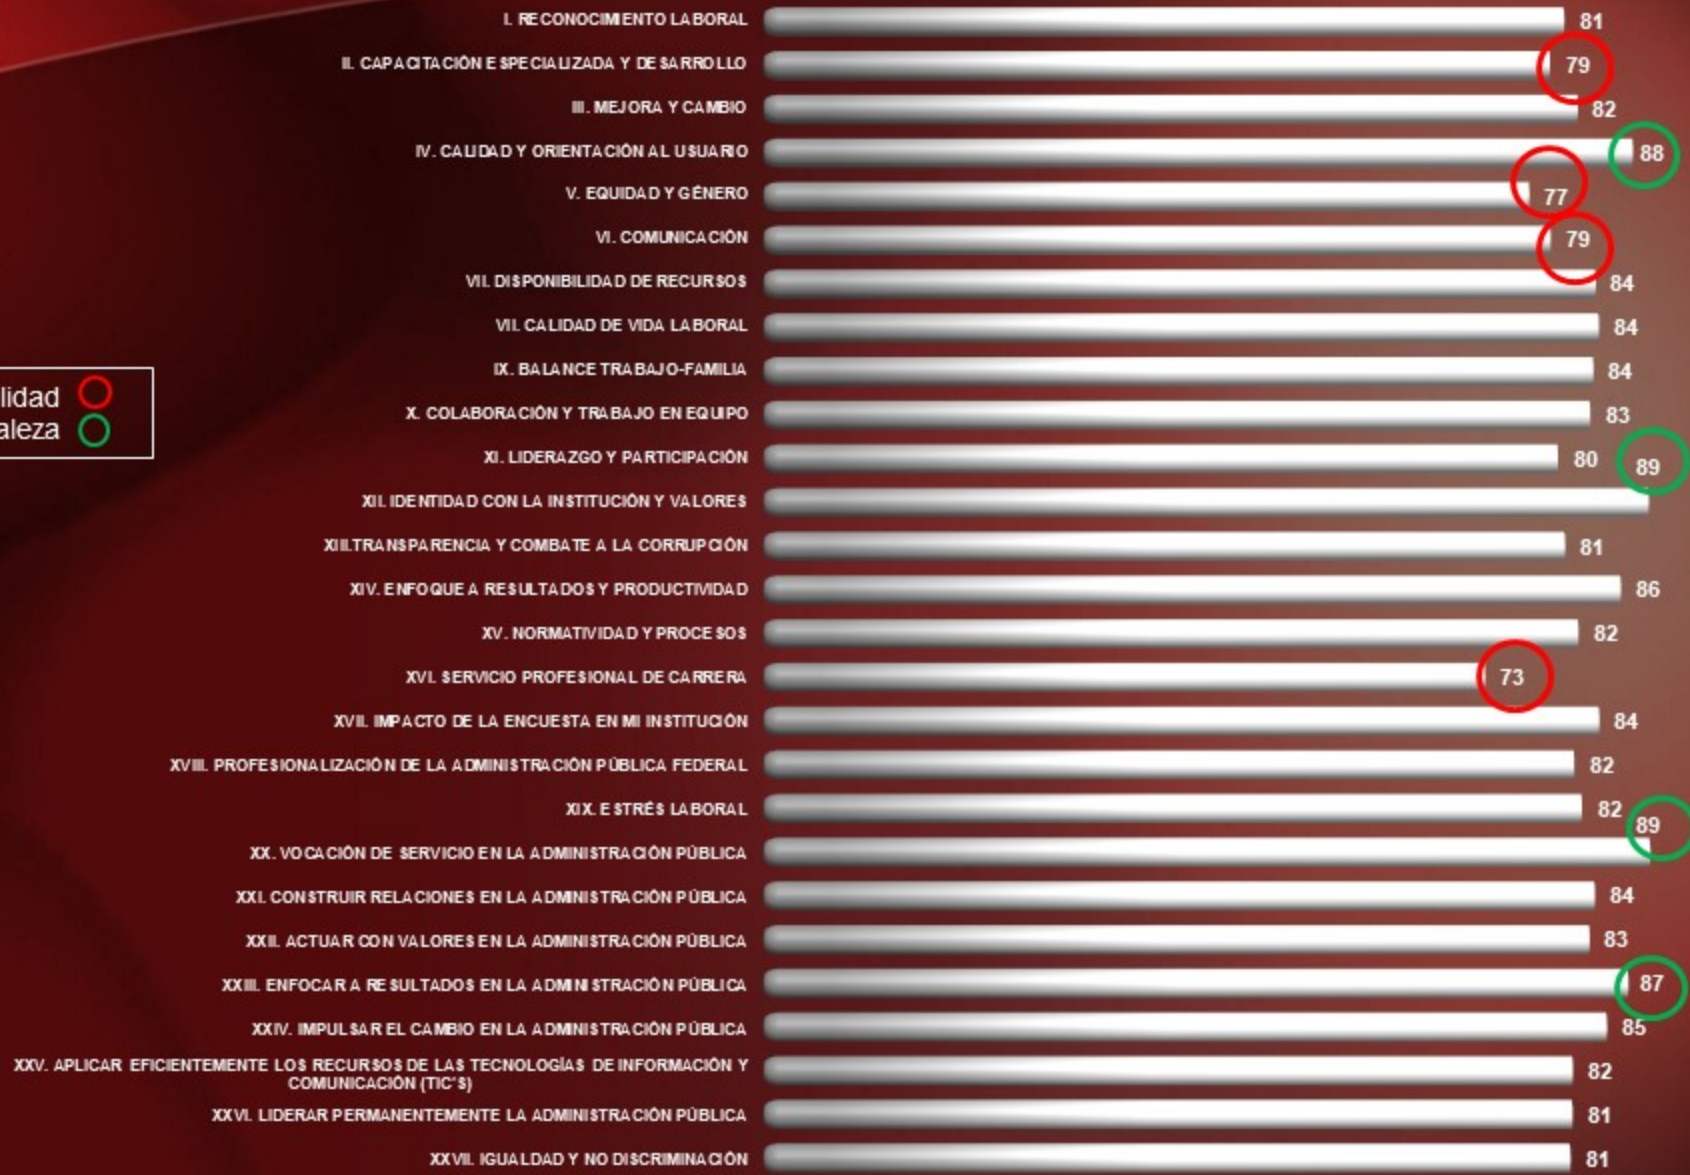 I. RECONOCIMIENTO LABORAL 81
II. CAPACITACIÓN ESPECIALIZADA Y DESARROLLO 79
III. MEJORA Y CAMBIO 82
IV. CALIDAD Y ORIENTACIÓN AL USUARIO 88
V. EQUIDAD Y GÉNERO 77
VI. COMUNICACIÓN 79
VII. DISPONIBILIDAD DE RECURSOS 84
VII. CALIDAD DE VIDA LABORAL 84
IX. BALANCE TRABAJO-FAMILIA 84
lidad
aleza
X. COLABORACIÓN Y TRABAJO EN EQUIPO 83
XI. LIDERAZGO Y PARTICIPACIÓN 80
XII. IDENTIDAD CON LA INSTITUCIÓN Y VALORES 89
XIII.TRANSPARENCIA Y COMBATE A LA CORRUPCIÓN 81
XIV. ENFOQUE A RESULTADOS Y PRODUCTIVIDAD 86
XV. NORMATIVIDAD Y PROCESOS 82
XVI. SERVICIO PROFESIONAL DE CARRERA 73
XVII. IMPACTO DE LA ENCUESTA EN MI INSTITUCIÓN 84
XVIII. PROFESIONALIZACIÓN DE LA ADMINISTRACIÓN PÚBLICA FEDERAL 82
XIX. ESTRÉS LABORAL 82
XX. VOCACIÓN DE SERVICIO EN LA ADMINISTRACIÓN PÚBLICA 89
XXI. CONSTRUIR RELACIONES EN LA ADMINISTRACIÓN PÚBLICA 84
XXII. ACTUAR CON VALORES EN LA ADMINISTRACIÓN PÚBLICA 83
XXIII. ENFOCAR A RESULTADOS EN LA ADMINISTRACIÓN PÚBLICA 87
XXIV. IMPULSAR EL CAMBIO EN LA ADMINISTRACIÓN PÚBLICA 85
XXV. APLICAR EFICIENTEMENTE LOS RECURSOS DE LAS TECNOLOGÍAS DE INFORMACIÓN Y
COMUNICACIÓN (TIC'S) 82
XXVI. LIDERAR PERMANENTEMENTE LA ADMINISTRACIÓN PÚBLICA 81
XXVII. IGUALDAD Y NO DISCRIMINACIÓN 81